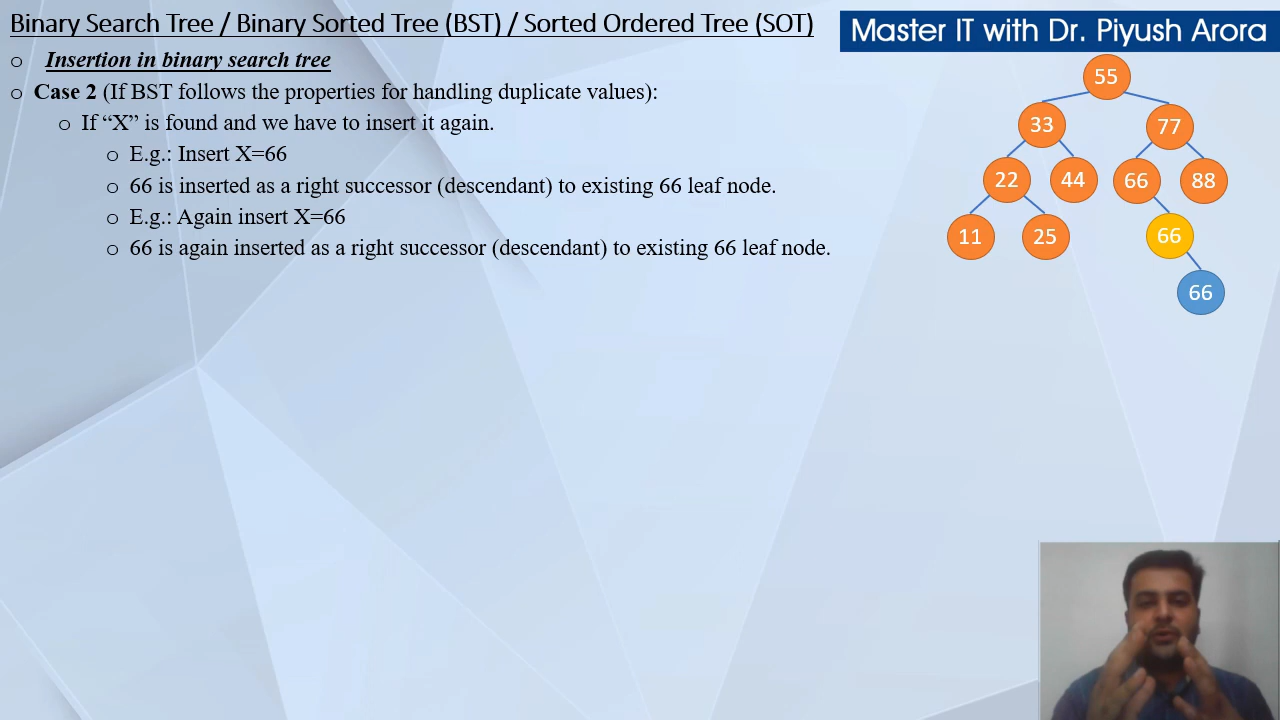 Binary Search Tree / Binary Sorted Tree (BST) / Sorted Ordered Tree (SOT)
Master IT with Dr. Piyush Arora
o Insertion in binary search tree
o Case 2 (If BST follows the properties for handling duplicate values):
o If “X” is found and we have to insert it again.
o E.g.: Insert X=66
o 66 is inserted as a right successor (descendant) to existing 66 leaf node.
o E.g.: Again insert X=66
o 66 is again inserted as a right successor (descendant) to existing 66 leaf node.
55
33 77
22 44 66 88
11 25 66
66